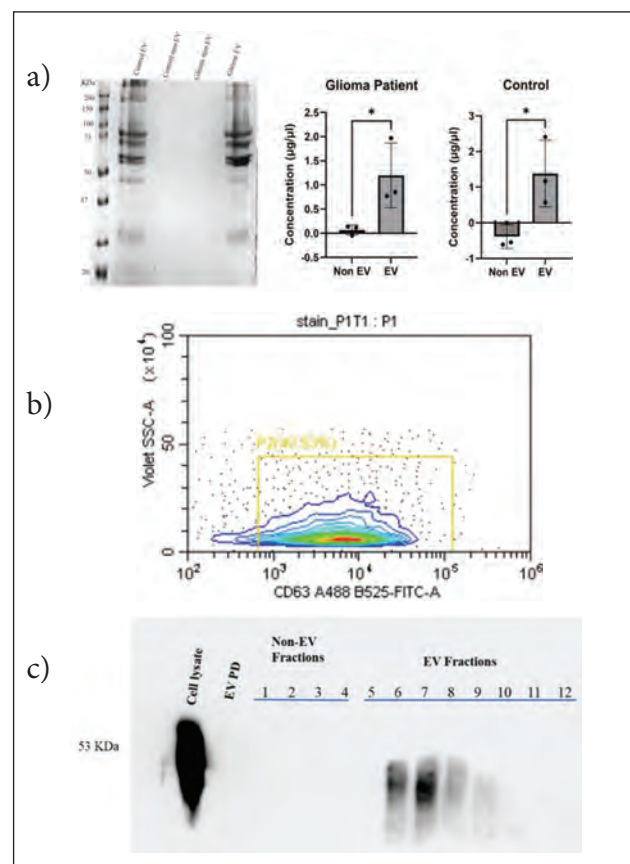 a)
KDa
Control EV
Control non EV
Glioma non EV
Glioma EV
50
Glioma Patient
*
Concentration (µg/µl)
2.5
2.0
1.5
1.0
0.5
0.0
-0.5
Non EV EV
Control
*
Concentration (µg/µl)
3
2
1
0
-1
Non EV EV
b)
stain_P1T1 : P1
Violet SSC-A (x10⁴)
100
50
0
10² 10³ 10⁴ 10⁵ 10⁶
CD63 A488 B525-FITC-A
c)
Cell lysate
EV PD
Non-EV
Fractions
1 2 3 4
EV Fractions
5 6 7 8 9 10 11 12
53 KDa